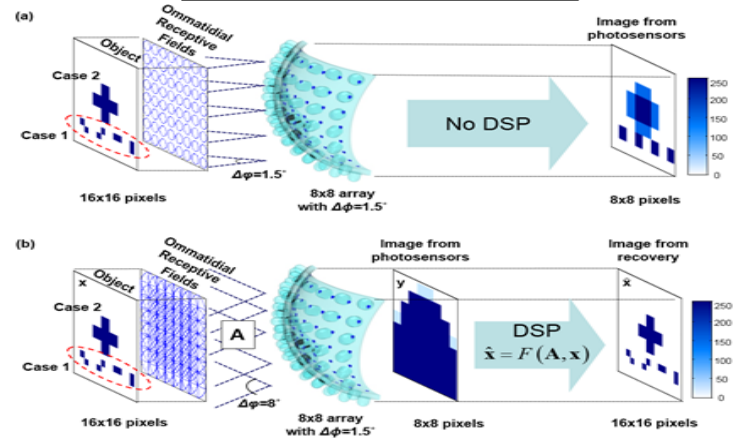 (a)
Ommatidial
Receptive
Fields
Object
Case 2
Case 1
16x16 pixels
Δφ=1.5°
8x8 array
with Δϕ=1.5°
No DSP
Image from
photosensors
8x8 pixels
250
200
150
100
50
0
(b)
Ommatidial
Receptive
Fields
Object
x
Case 2
Case 1
16x16 pixels
A
Δφ=8°
8x8 array
with Δϕ=1.5°
Image from
photosensors
y
8x8 pixels
DSP
x̂ = F(A,x)
Image from
recovery
x̂
16x16 pixels
250
200
150
100
50
0